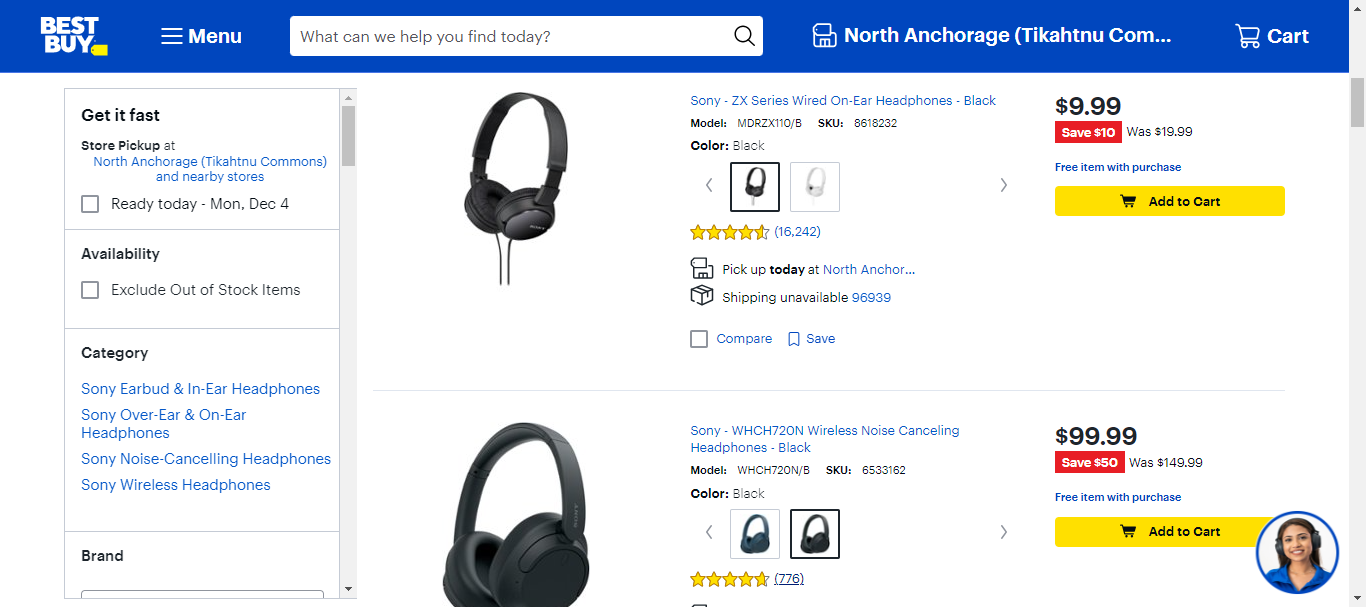 BEST
BUY
Menu
What can we help you find today?
North Anchorage (Tikahtnu Com...
Cart
Get it fast
Store Pickup at
North Anchorage (Tikahtnu Commons)
and nearby stores
Ready today - Mon, Dec 4
Availability
Exclude Out of Stock Items
Category
Sony Earbud & In-Ear Headphones
Sony Over-Ear & On-Ear
Headphones
Sony Noise-Cancelling Headphones
Sony Wireless Headphones
Brand
SONY
Sony - ZX Series Wired On-Ear Headphones - Black
Model: MDRZX110/B SKU: 8618232
Color: Black
(16,242)
Pick up today at North Anchor...
Shipping unavailable 96939
Compare Save
$9.99
Save $10 Was $19.99
Free item with purchase
Add to Cart
SONY
Sony - WHCH720N Wireless Noise Canceling
Headphones - Black
Model: WHCH720N/B SKU: 6533162
Color: Black
(776)
$99.99
Save $50 Was $149.99
Free item with purchase
Add to Cart